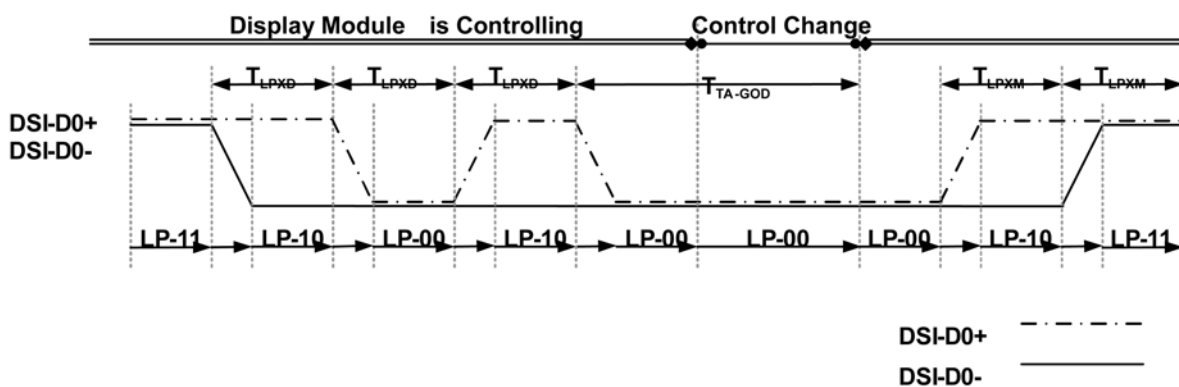 Display Module is Controlling Control Change
TLPXD TLPXD TLPXD TTA-GOD TLPXM TLPXM
DSI-D0+
DSI-D0-
LP-11 LP-10 LP-00 LP-10 LP-00 LP-00 LP-00 LP-10 LP-11
DSI-D0+
DSI-D0-